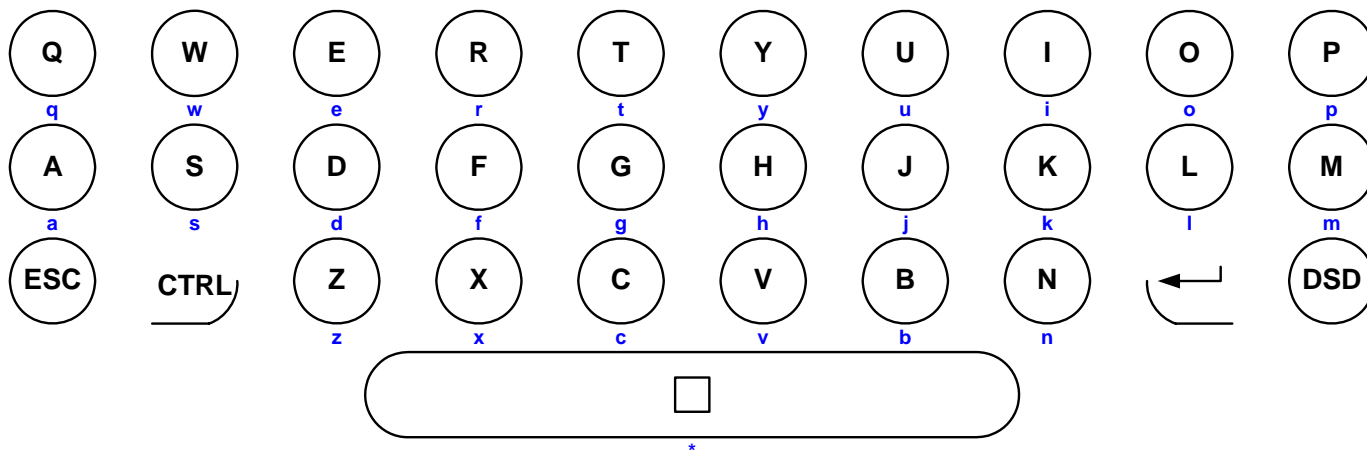 Q W E R T Y U I O P
q w e r t y u i o p
A S D F G H J K L M
a s d f g h j k l m
ESC CTRL Z X C V B N DSD
z x c v b n
*